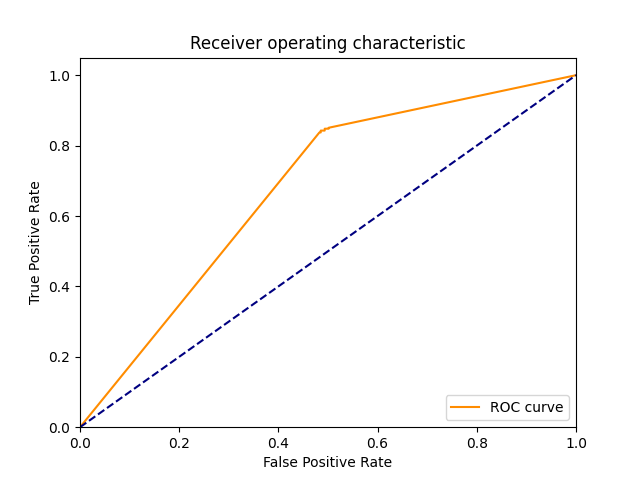 Receiver operating characteristic
1.0
0.8
0.6
0.4
0.2
0.0
True Positive Rate
ROC curve
0.0 0.2 0.4 0.6 0.8 1.0
False Positive Rate